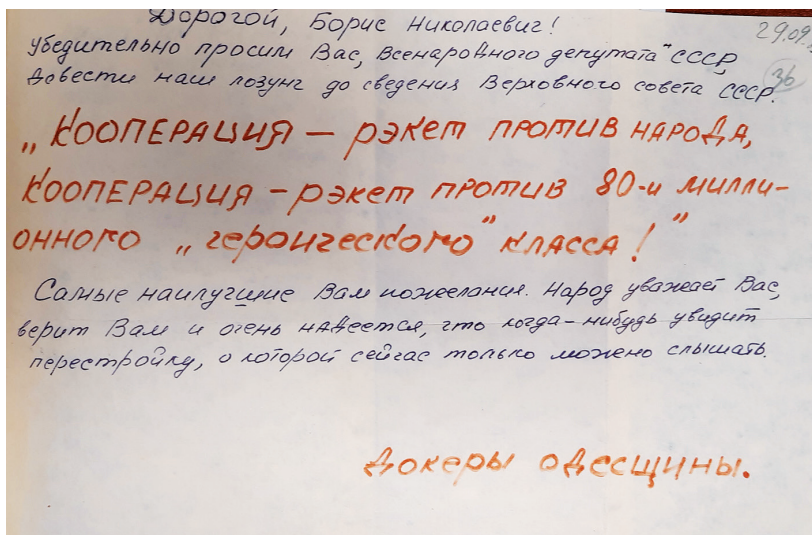 Дорогой, Борис Николаевич!
29.09.
убедительно просим Вас, Всенародного депутата" СССР,
36
довести наш лозунг до сведения Верховного совета СССР.
„КООПЕРАЦИЯ — рэкет ПРОТИВ НАРОДА,
КООПЕРАЦИЯ – рэкет ПРОТИВ 80-и милли-
онного „героического" класса!"
Самые наилучшие Вам пожелания. Народ уважает Вас,
верит Вам и очень надеется, что когда-нибудь увидит
перестройку, о которой сейчас только можно слышать.
Докеры одесщины.